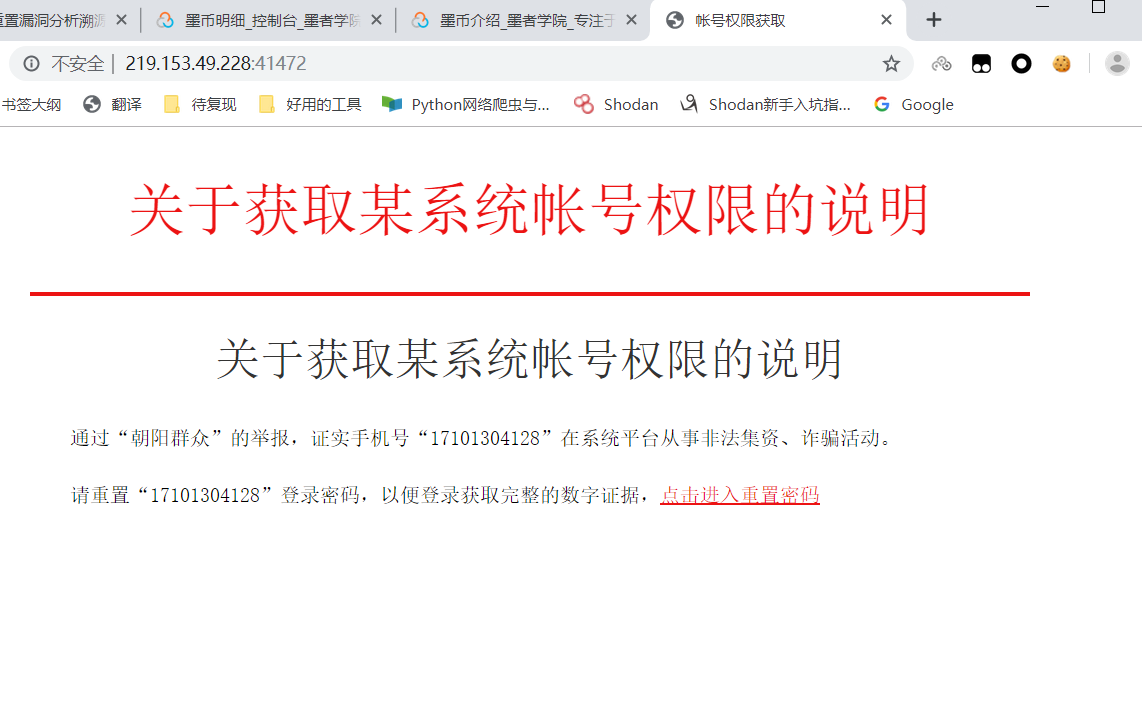 重置漏洞分析溯源
墨币明细_控制台_墨者学院
墨币介绍_墨者学院_专注于
帐号权限获取
不安全 | 219.153.49.228:41472
书签大纲
翻译
待复现
好用的工具
Python网络爬虫与...
Shodan
Shodan新手入坑指...
Google
关于获取某系统帐号权限的说明
关于获取某系统帐号权限的说明
通过“朝阳群众”的举报，证实手机号“17101304128”在系统平台从事非法集资、诈骗活动。
请重置“17101304128”登录密码，以便登录获取完整的数字证据，点击进入重置密码